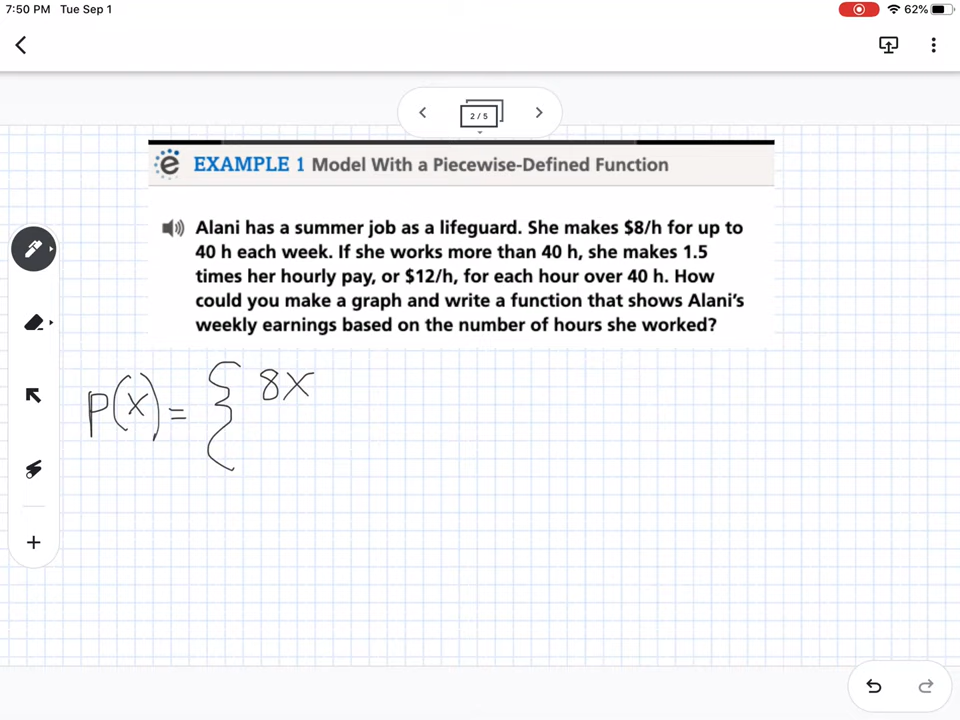 7:50 PM Tue Sep 1
62%
2 / 5
e EXAMPLE 1 Model With a Piecewise-Defined Function
Alani has a summer job as a lifeguard. She makes $8/h for up to
40 h each week. If she works more than 40 h, she makes 1.5
times her hourly pay, or $12/h, for each hour over 40 h. How
could you make a graph and write a function that shows Alani's
weekly earnings based on the number of hours she worked?
P(x) = { 8x